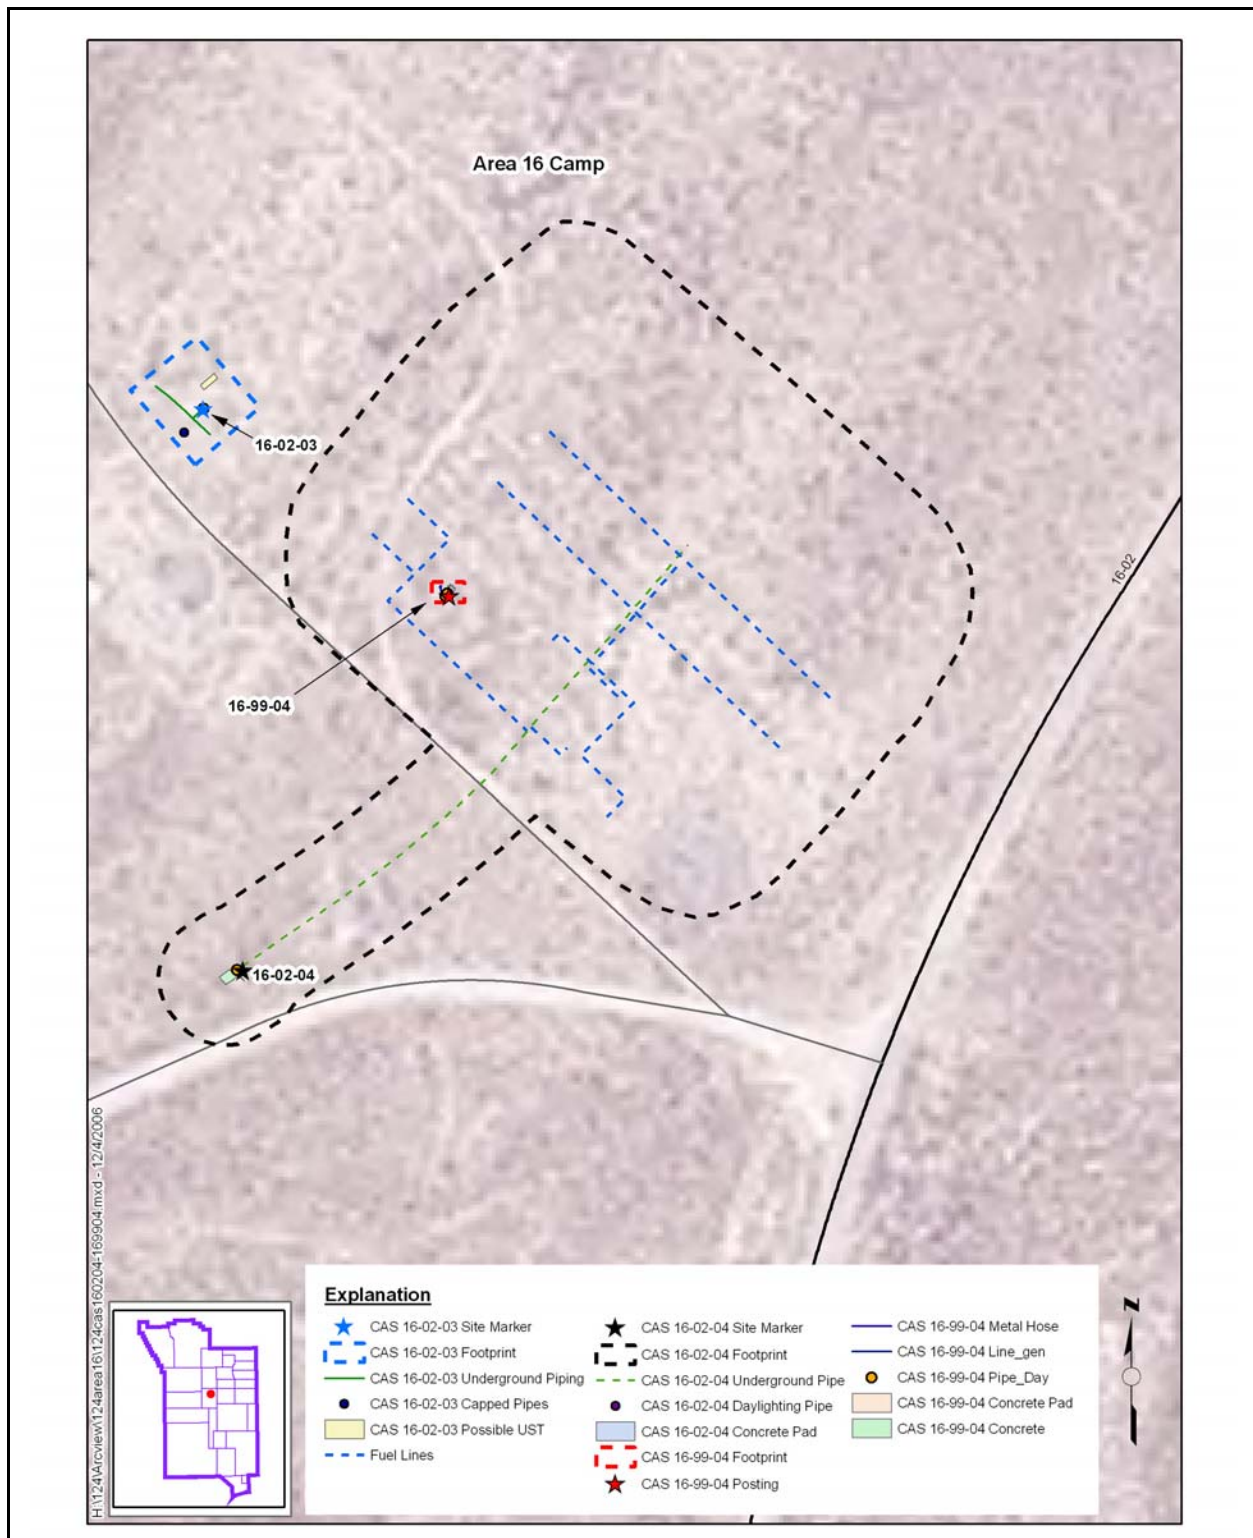 Area 16 Camp
16-02-03
16-02
16-99-04
16-02-04
H:\124\Arcview\124area16\124cas160204-169904.mxd - 12/4/2006
Explanation
CAS 16-02-03 Site Marker
CAS 16-02-03 Footprint
CAS 16-02-03 Underground Piping
CAS 16-02-03 Capped Pipes
CAS 16-02-03 Possible UST
Fuel Lines
CAS 16-02-04 Site Marker
CAS 16-02-04 Footprint
CAS 16-02-04 Underground Pipe
CAS 16-02-04 Daylighting Pipe
CAS 16-02-04 Concrete Pad
CAS 16-99-04 Footprint
CAS 16-99-04 Posting
CAS 16-99-04 Metal Hose
CAS 16-99-04 Line_gen
CAS 16-99-04 Pipe_Day
CAS 16-99-04 Concrete Pad
CAS 16-99-04 Concrete
N